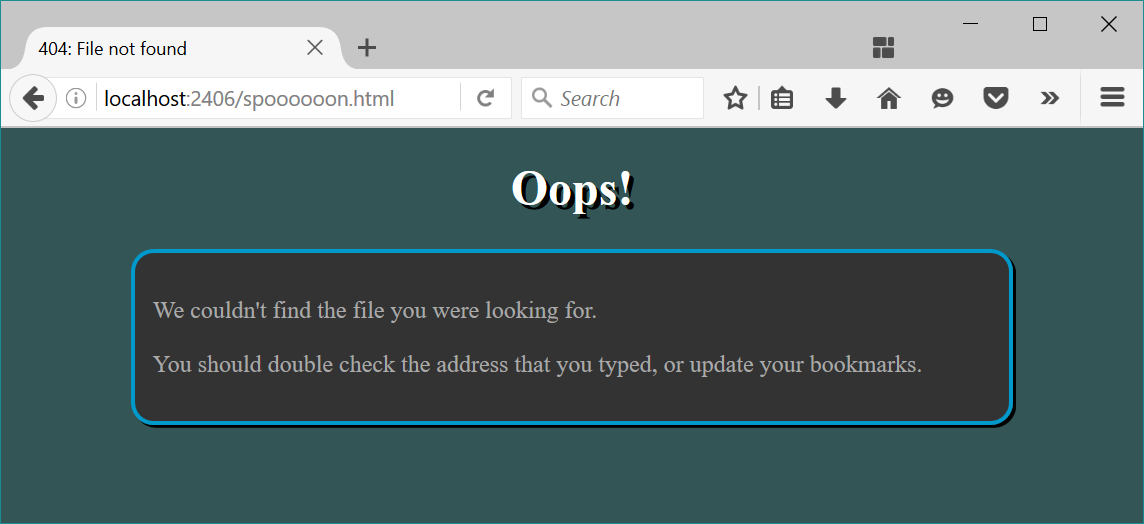 404: File not found
localhost:2406/spoooooon.html
Search
Oops!
We couldn't find the file you were looking for.
You should double check the address that you typed, or update your bookmarks.